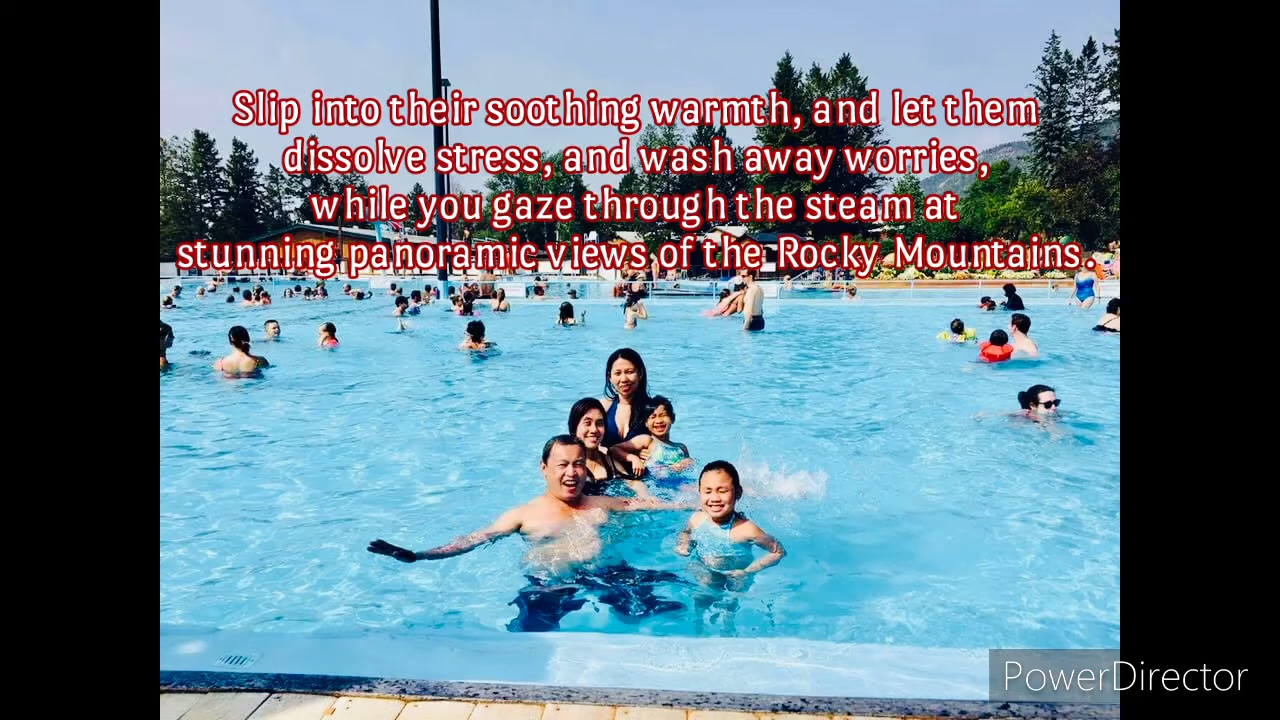 Slip into their soothing warmth, and let them
dissolve stress, and wash away worries,
while you gaze through the steam at
stunning panoramic views of the Rocky Mountains.
PowerDirector